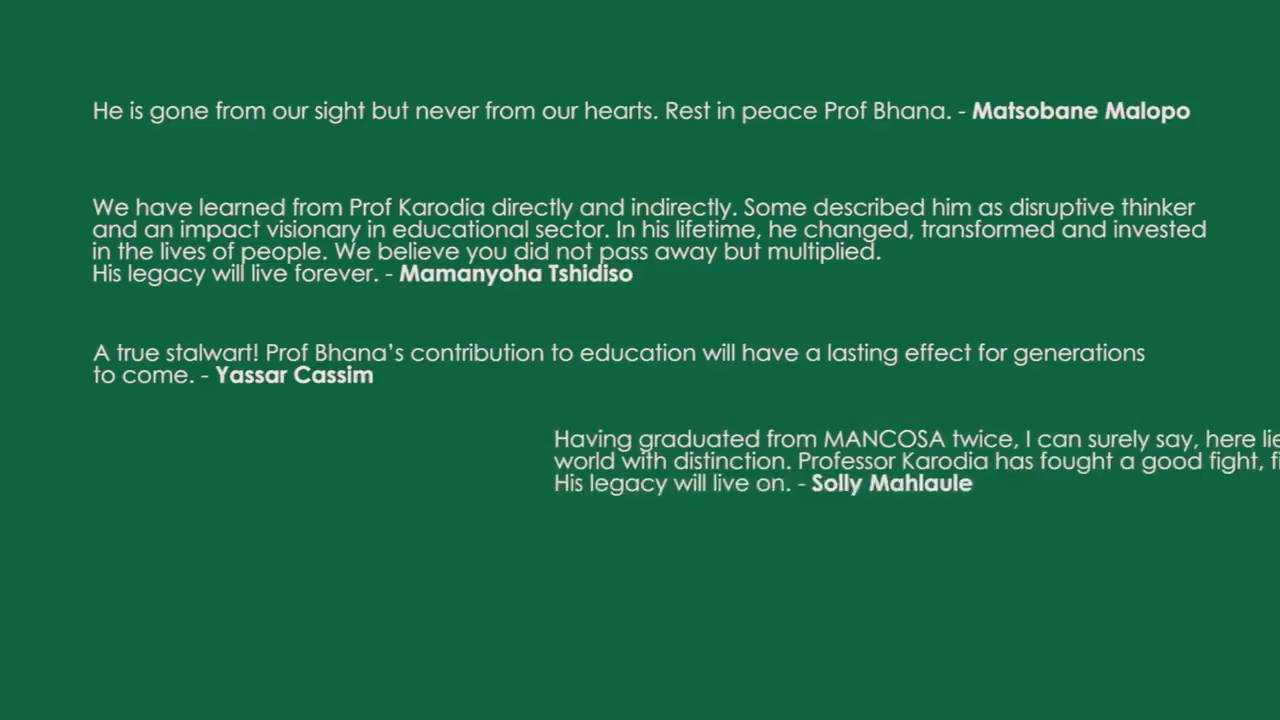 He is gone from our sight but never from our hearts. Rest in peace Prof Bhana. - Matsobane Malopo
We have learned from Prof Karodia directly and indirectly. Some described him as disruptive thinker
and an impact visionary in educational sector. In his lifetime, he changed, transformed and invested
in the lives of people. We believe you did not pass away but multiplied.
His legacy will live forever. - Mamanyoha Tshidiso
A true stalwart! Prof Bhana’s contribution to education will have a lasting effect for generations
to come. - Yassar Cassim
Having graduated from MANCOSA twice, I can surely say, here
world with distinction. Professor Karodia has fought a good fight,
His legacy will live on. - Solly Mahlaule